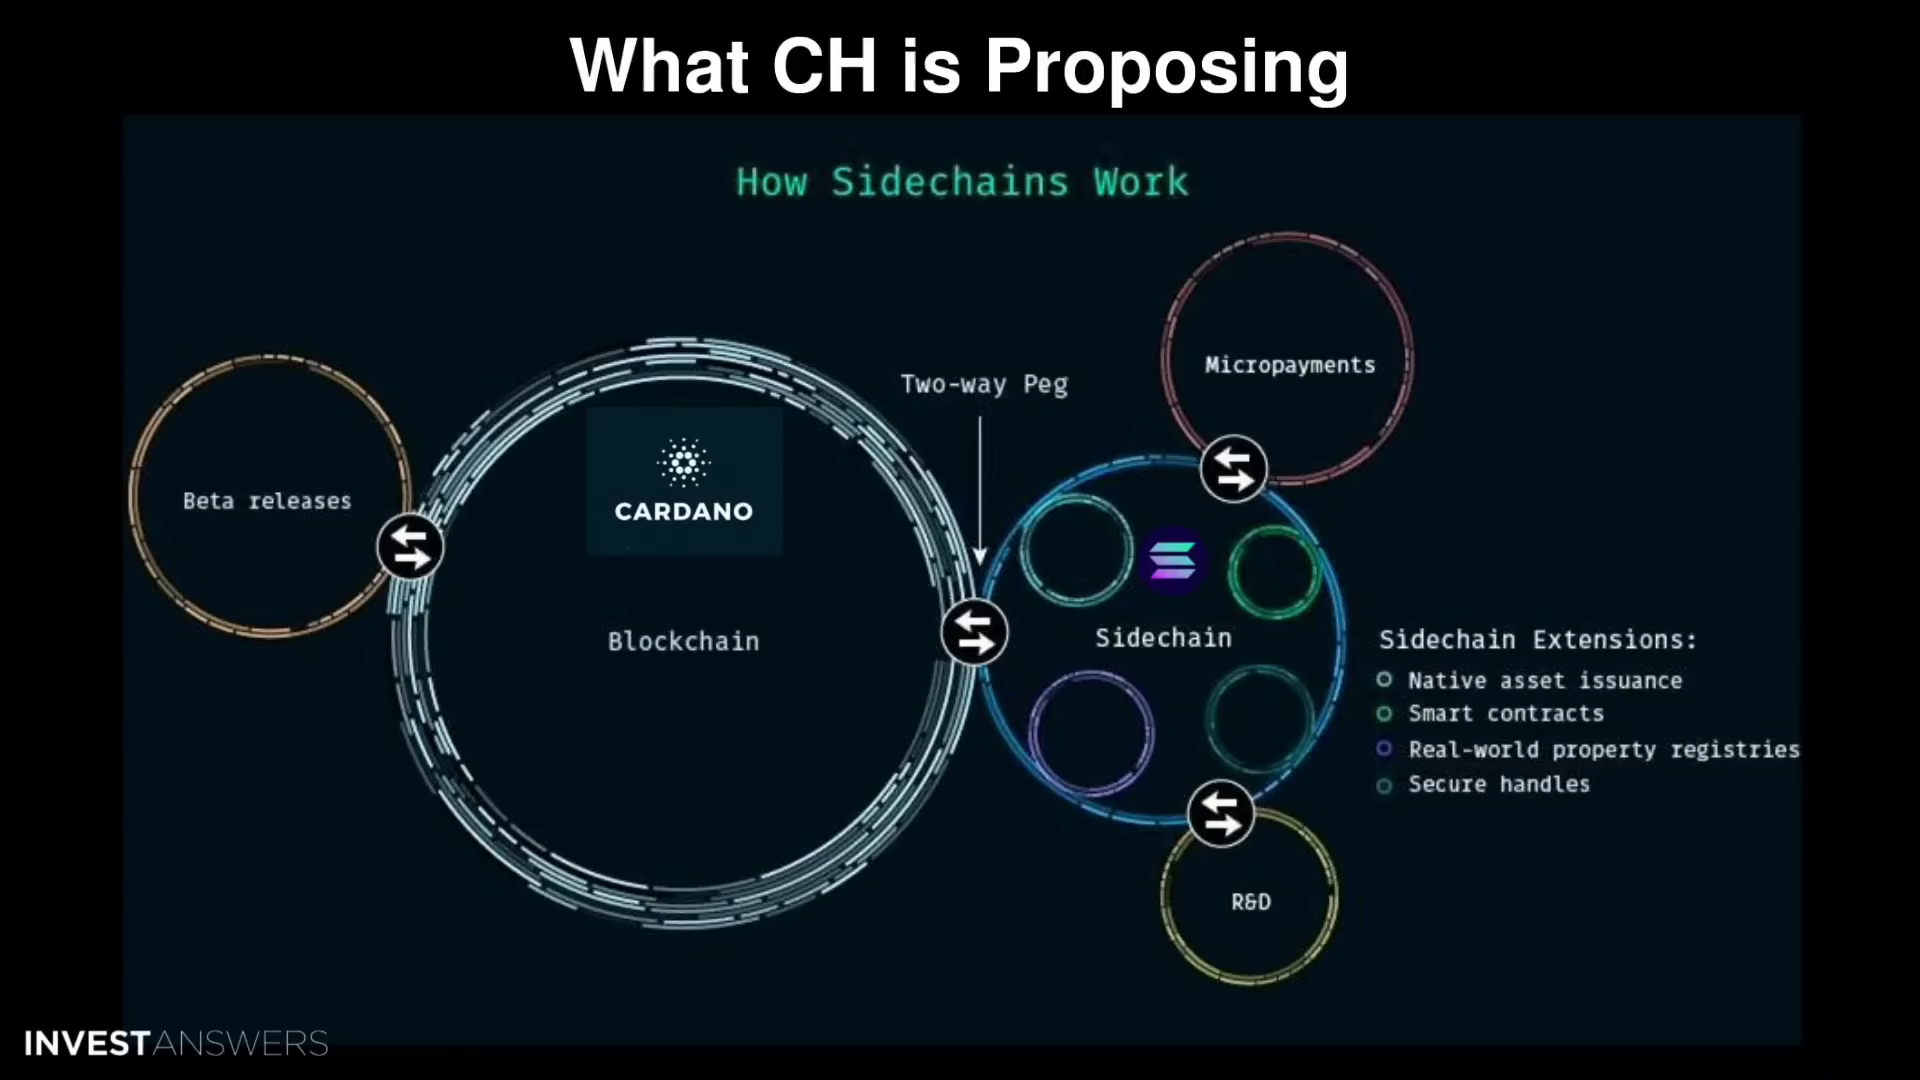 What CH is Proposing
How Sidechains Work
Micropayments
Two-way Peg
Beta releases
CARDANO
Blockchain
Sidechain
Sidechain Extensions:
Native asset issuance
Smart contracts
Real-world property registries
Secure handles
R&D
INVESTANSWERS